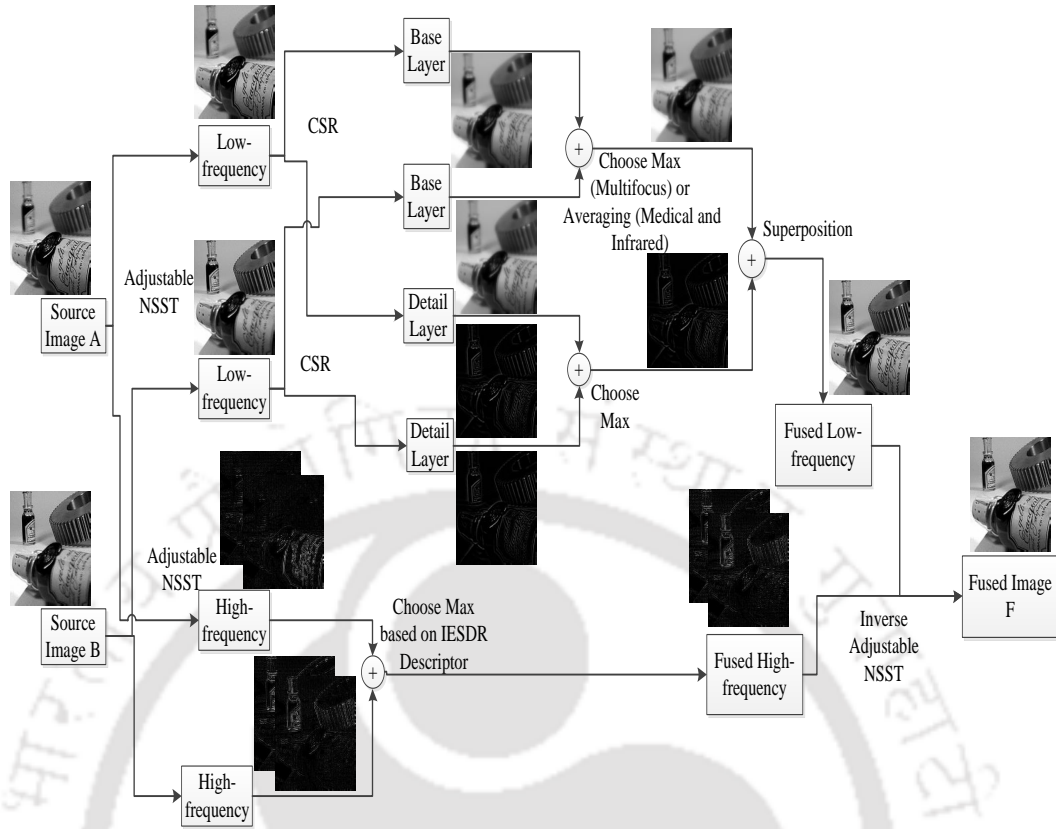 Base
Layer
Low-
frequency
CSR
Base
Layer
Choose Max
(Multifocus) or
Averaging (Medical and
Infrared)
Superposition
Source
Image A
Adjustable
NSST
Low-
frequency
CSR
Detail
Layer
Choose
Max
Detail
Layer
Fused Low-
frequency
Source
Image B
Adjustable
NSST
High-
frequency
Choose Max
based on IESDR
Descriptor
Fused High-
frequency
Inverse
Adjustable
NSST
Fused Image
F
High-
frequency